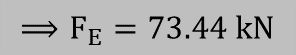 ⟹ F_E = 73.44 kN